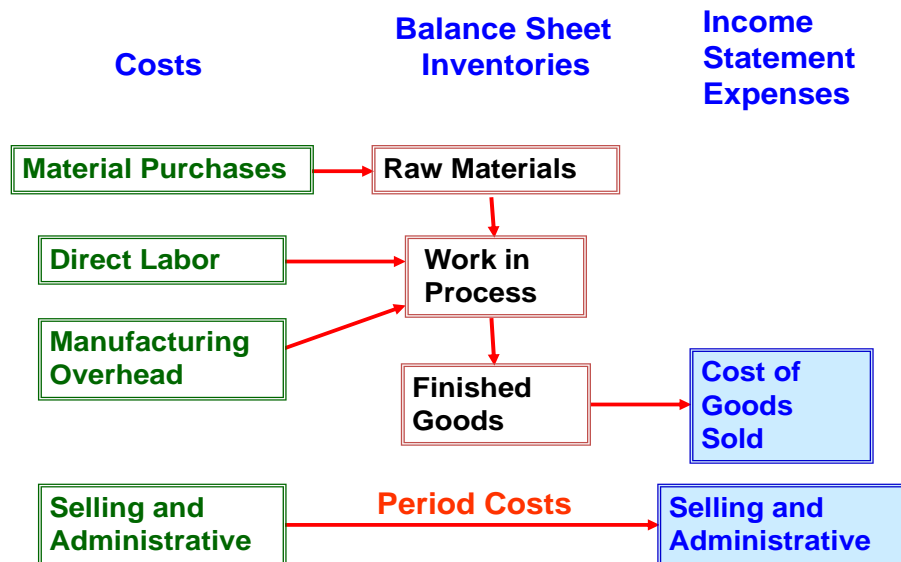 Costs
Balance Sheet
Inventories
Income
Statement
Expenses
Material Purchases
Raw Materials
Direct Labor
Work in
Process
Manufacturing
Overhead
Finished
Goods
Cost of
Goods
Sold
Selling and
Administrative
Period Costs
Selling and
Administrative